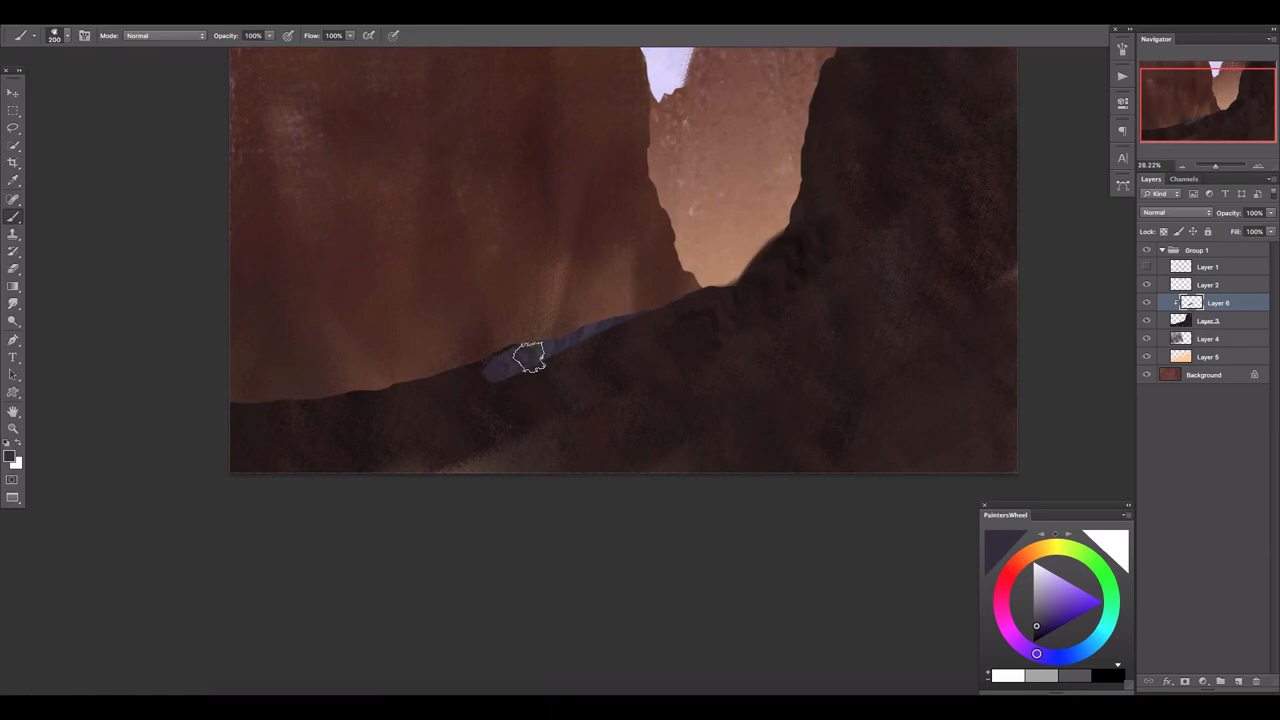 200
Mode: Normal
Opacity: 100%
Flow: 100%
Navigator
28.22%
Layers Channels
Kind
Normal
Opacity: 100%
Lock:
Fill: 100%
Group 1
Layer 1
Layer 2
Layer 6
Layer 3
Layer 4
Layer 5
Background
PaintersWheel